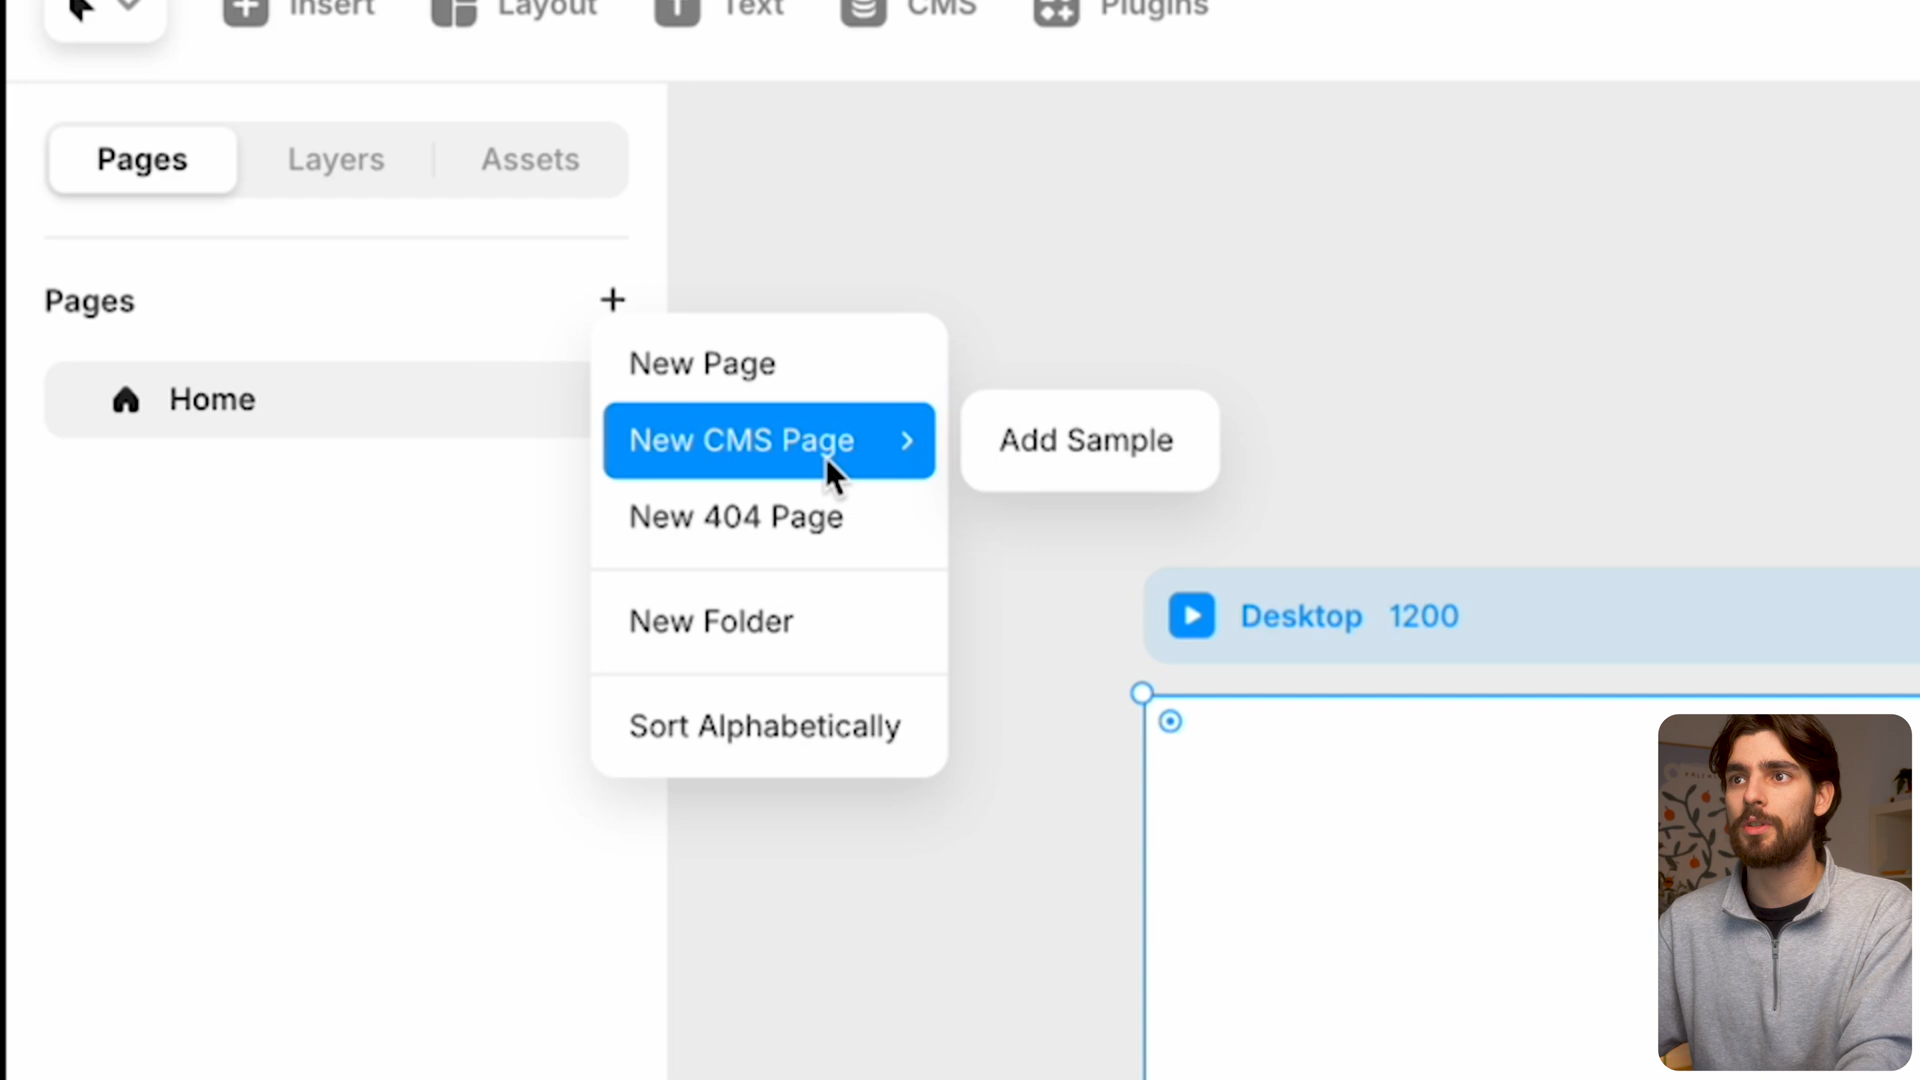 Insert
Layout
Text
CMS
Plugins
Pages
Layers
Assets
Pages
Home
New Page
New CMS Page
Add Sample
New 404 Page
New Folder
Sort Alphabetically
Desktop 1200